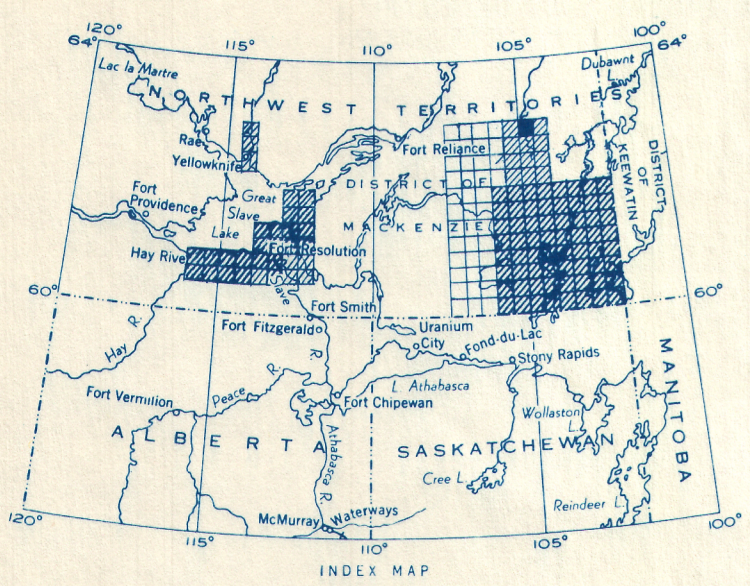 120°
115°
110°
105°
100°
64°
64°
Lac la Martre
Dubawnt
L.
NORTHWEST TERRITORIES
Rae
Yellowknife
Fort Reliance
DISTRICT
OF
KEEWATIN
DISTRICT OF
MACKENZIE
Fort
Providence
Great
Slave
Lake
Hay Rive
Fort Resolution
Slave
R.
60°
60°
Fort Smith
Fort Fitzgerald
Uranium
City
Fond-du-Lac
Stony Rapids
Hay R.
Peace R.
L. Athabasca
Fort Vermilion
Fort Chipewan
Wollaston
L.
MANITOBA
ALBERTA
SASKATCHEWAN
Athabasca R.
Cree L.
Reindeer L.
McMurray
Waterways
120°
115°
110°
105°
100°
INDEX MAP